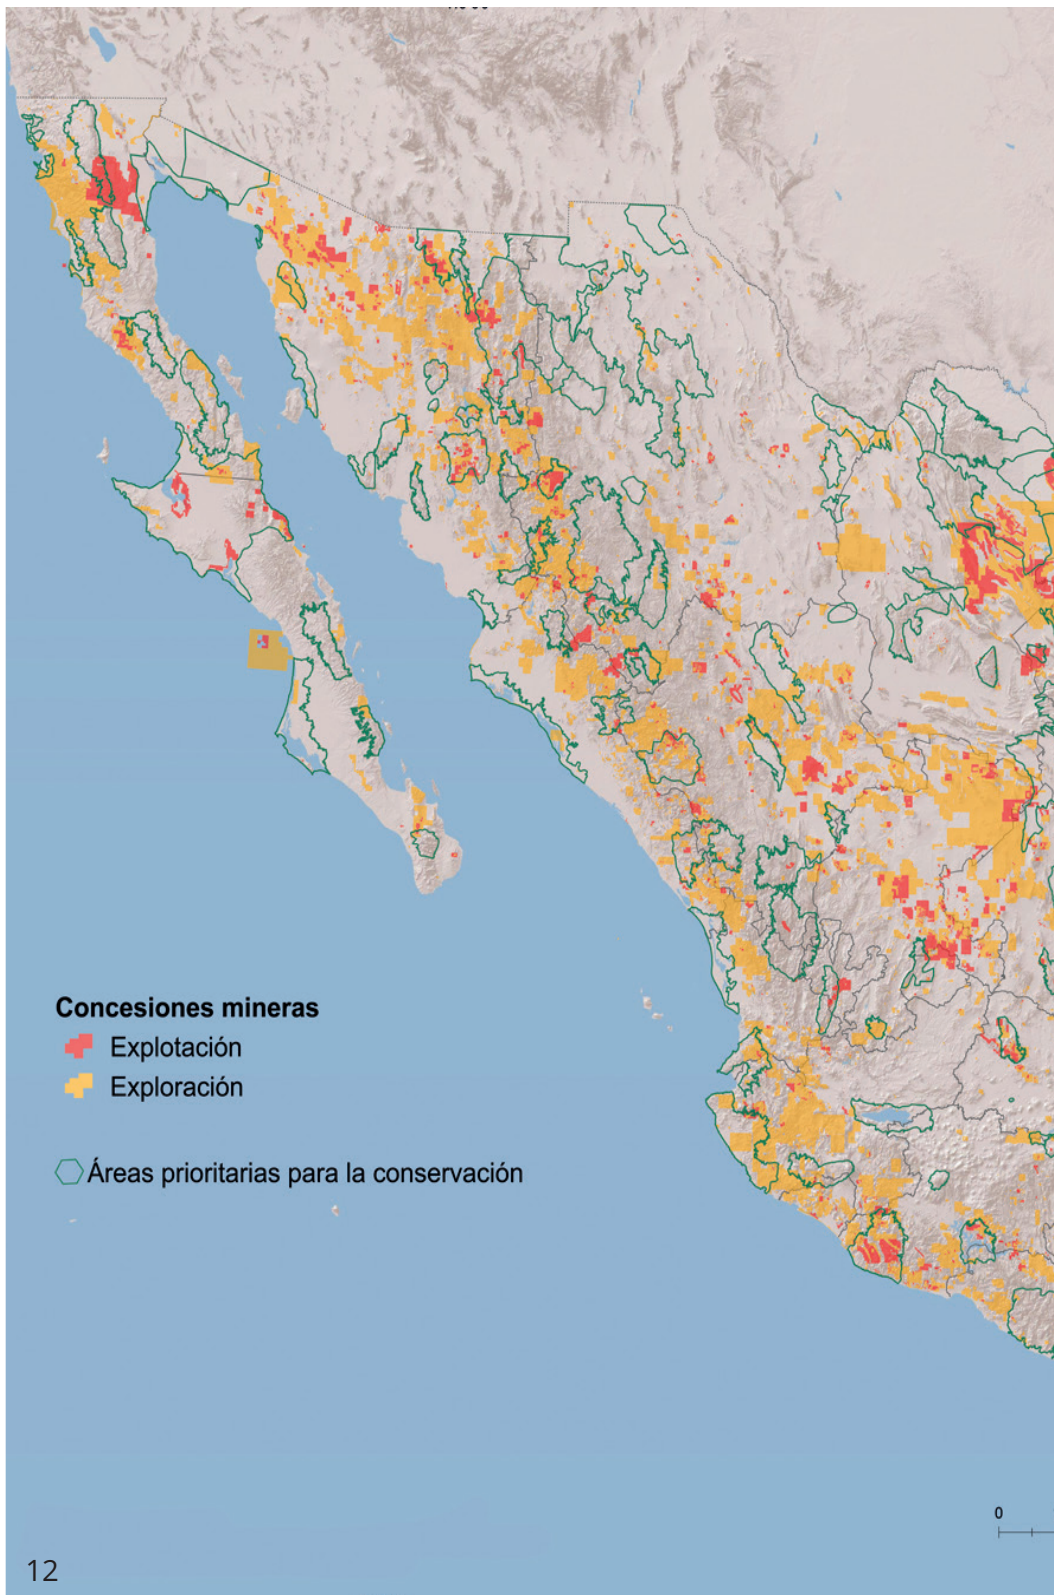 Concesiones mineras
Explotación
Exploración
Áreas prioritarias para la conservación
0
12